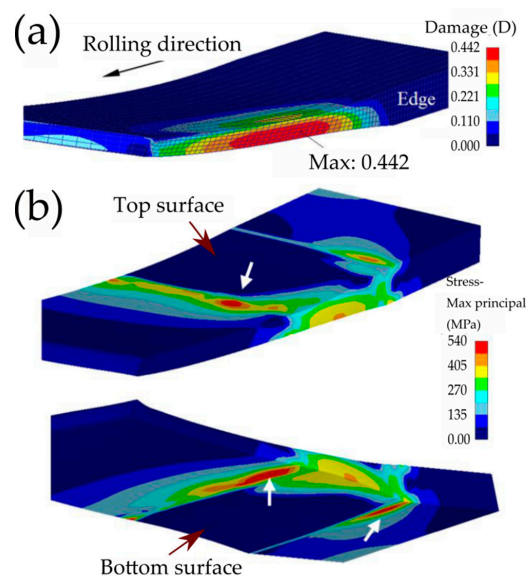 (a)
Rolling direction
Damage (D)
0.442
0.331
0.221
0.110
0.000
Edge
Max: 0.442
(b)
Top surface
Stress-
Max principal
(MPa)
540
405
270
135
0.00
Bottom surface